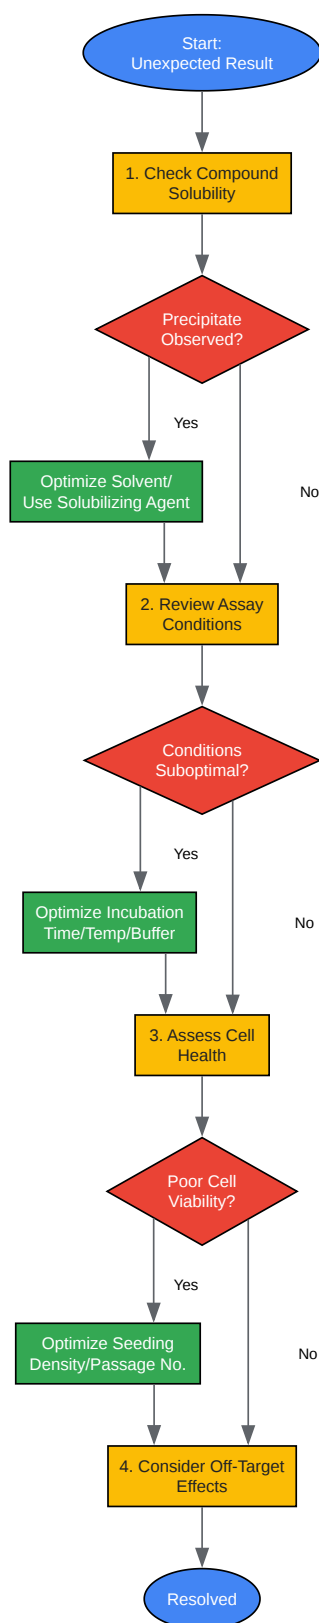 Start:
Unexpected Result
1. Check Compound
Solubility
Precipitate
Observed?
Yes
No
Optimize Solvent/
Use Solubilizing Agent
2. Review Assay
Conditions
Conditions
Suboptimal?
Yes
No
Optimize Incubation
Time/Temp/Buffer
3. Assess Cell
Health
Poor Cell
Viability?
Yes
No
Optimize Seeding
Density/Passage No.
4. Consider Off-Target
Effects
Resolved